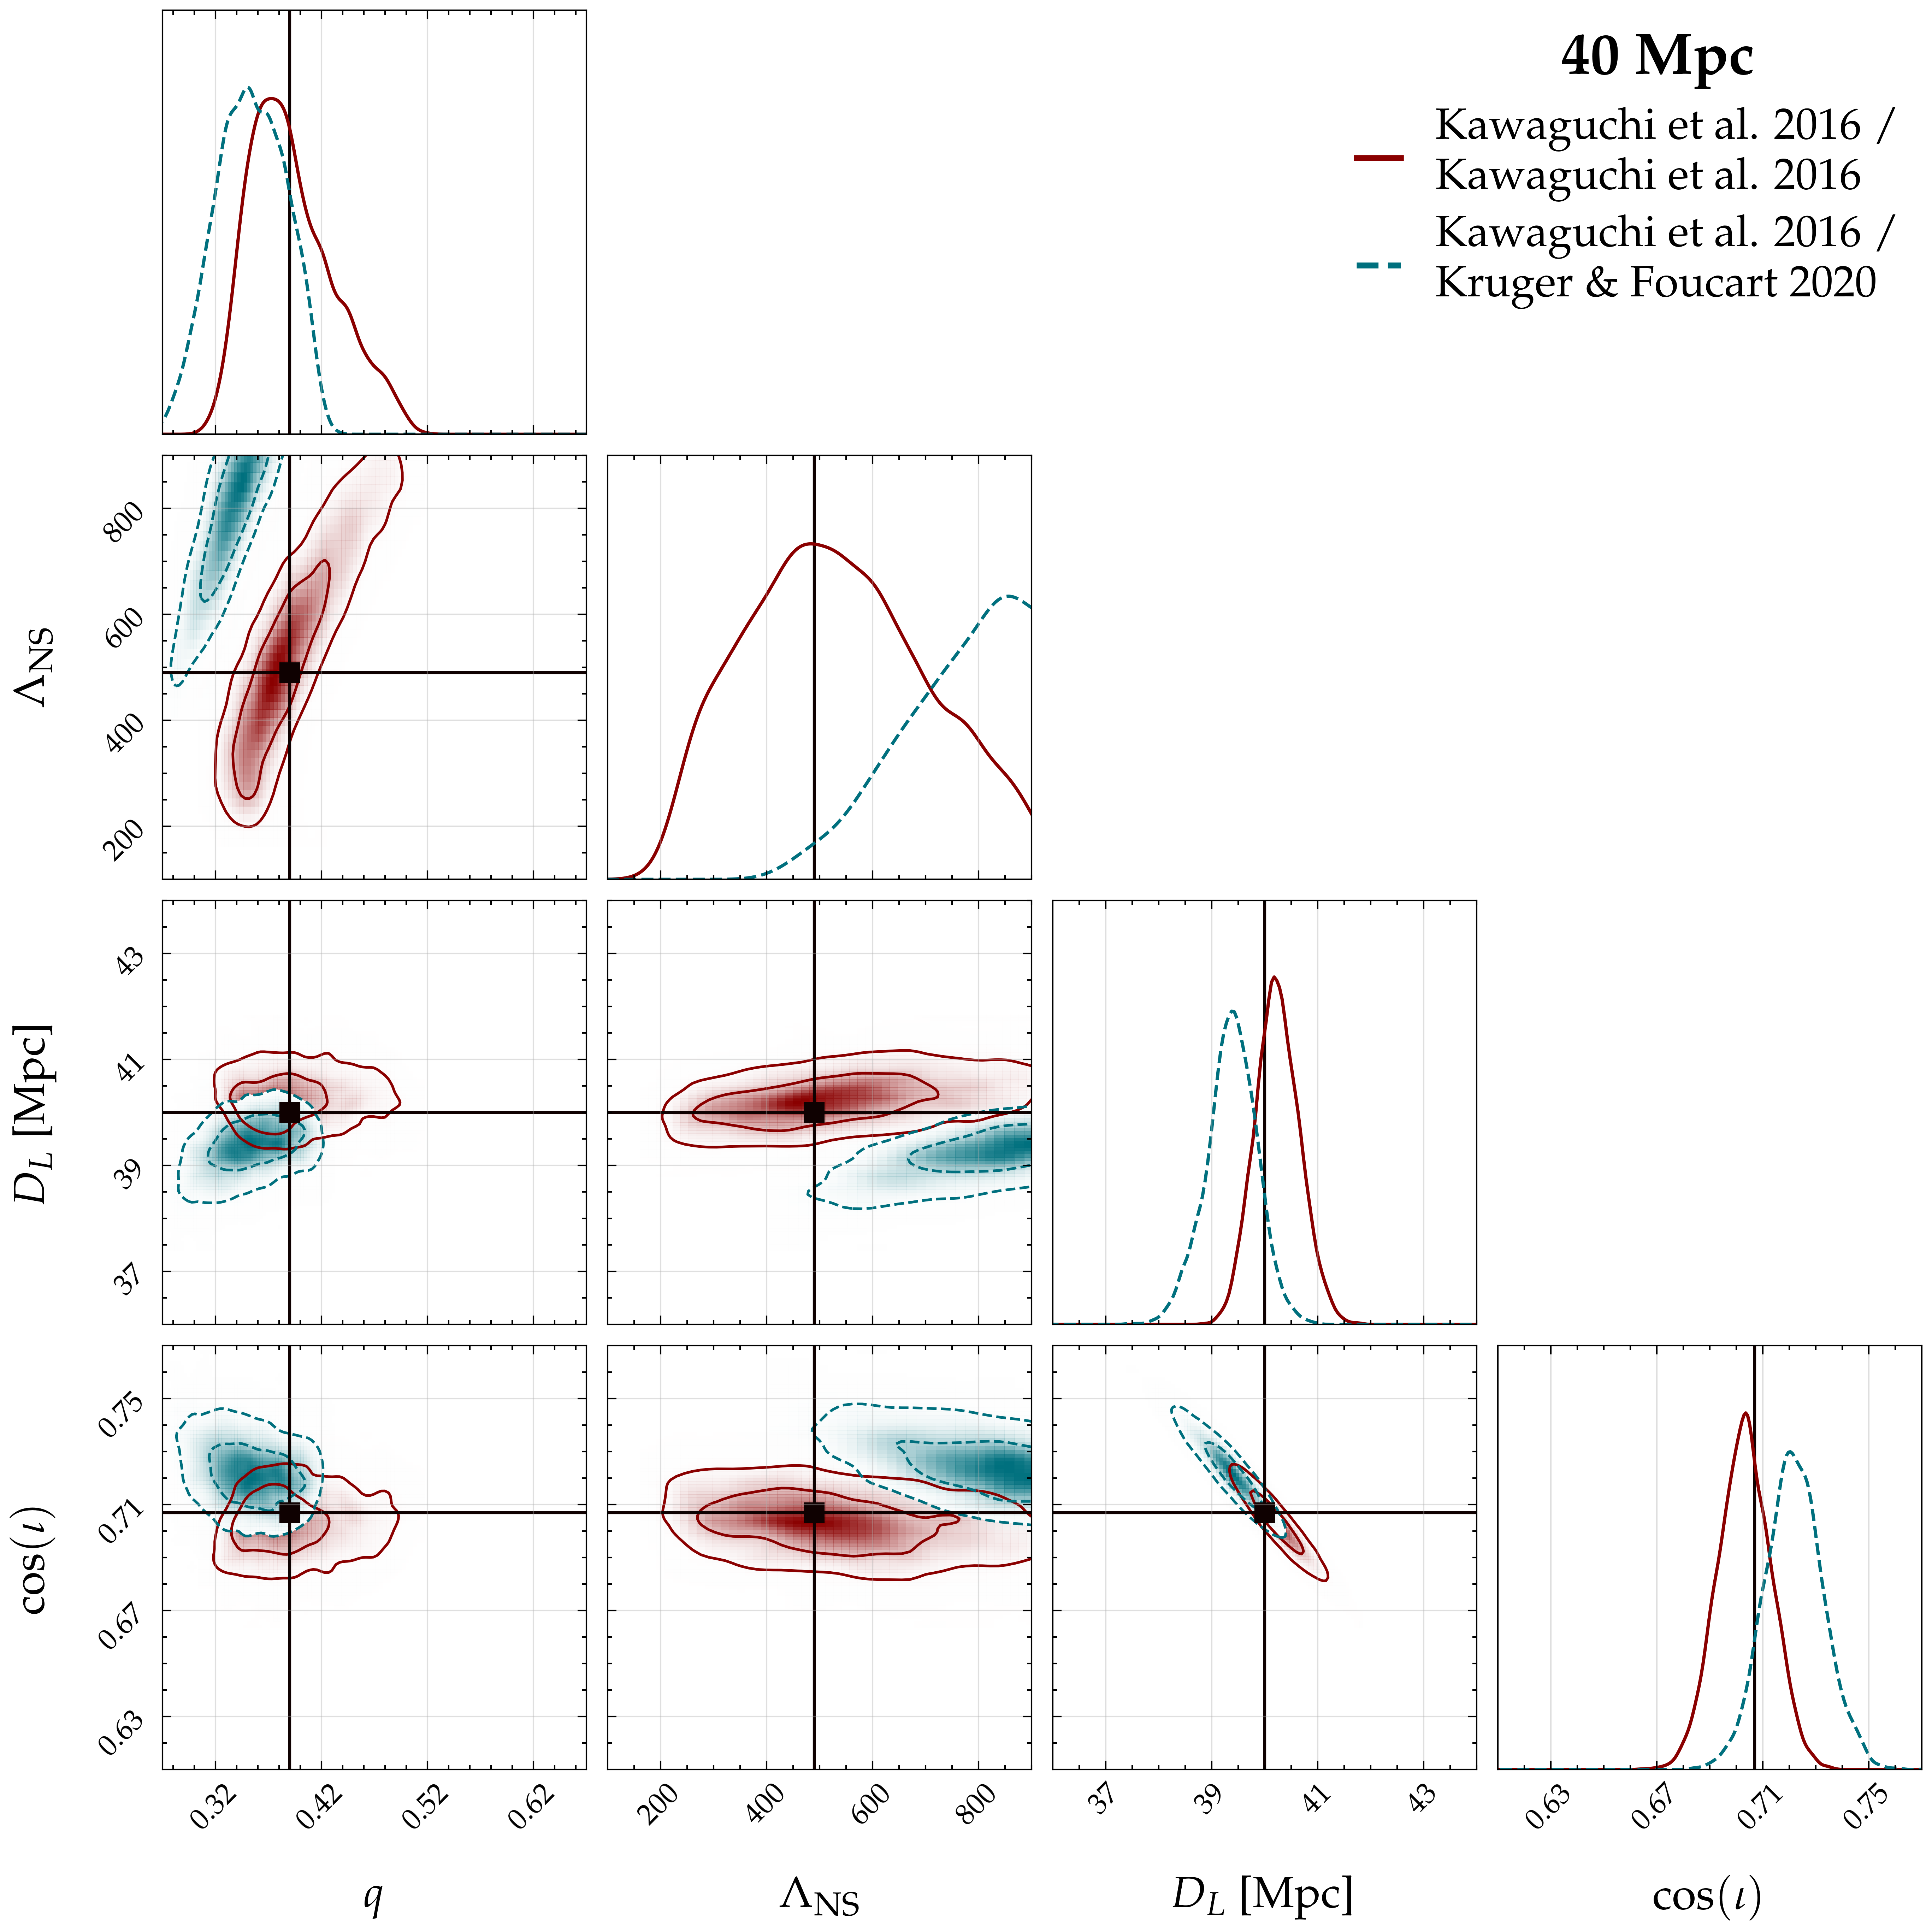 40 Mpc
Kawaguchi et al. 2016 /
Kawaguchi et al. 2016
Kawaguchi et al. 2016 /
Kruger & Foucart 2020
Λ_NS
800
600
400
200
D_L [Mpc]
43
41
39
37
cos(ι)
0.75
0.71
0.67
0.63
0.32 0.42 0.52 0.62
200 400 600 800
37 39 41 43
0.63 0.67 0.71 0.75
q
Λ_NS
D_L [Mpc]
cos(ι)